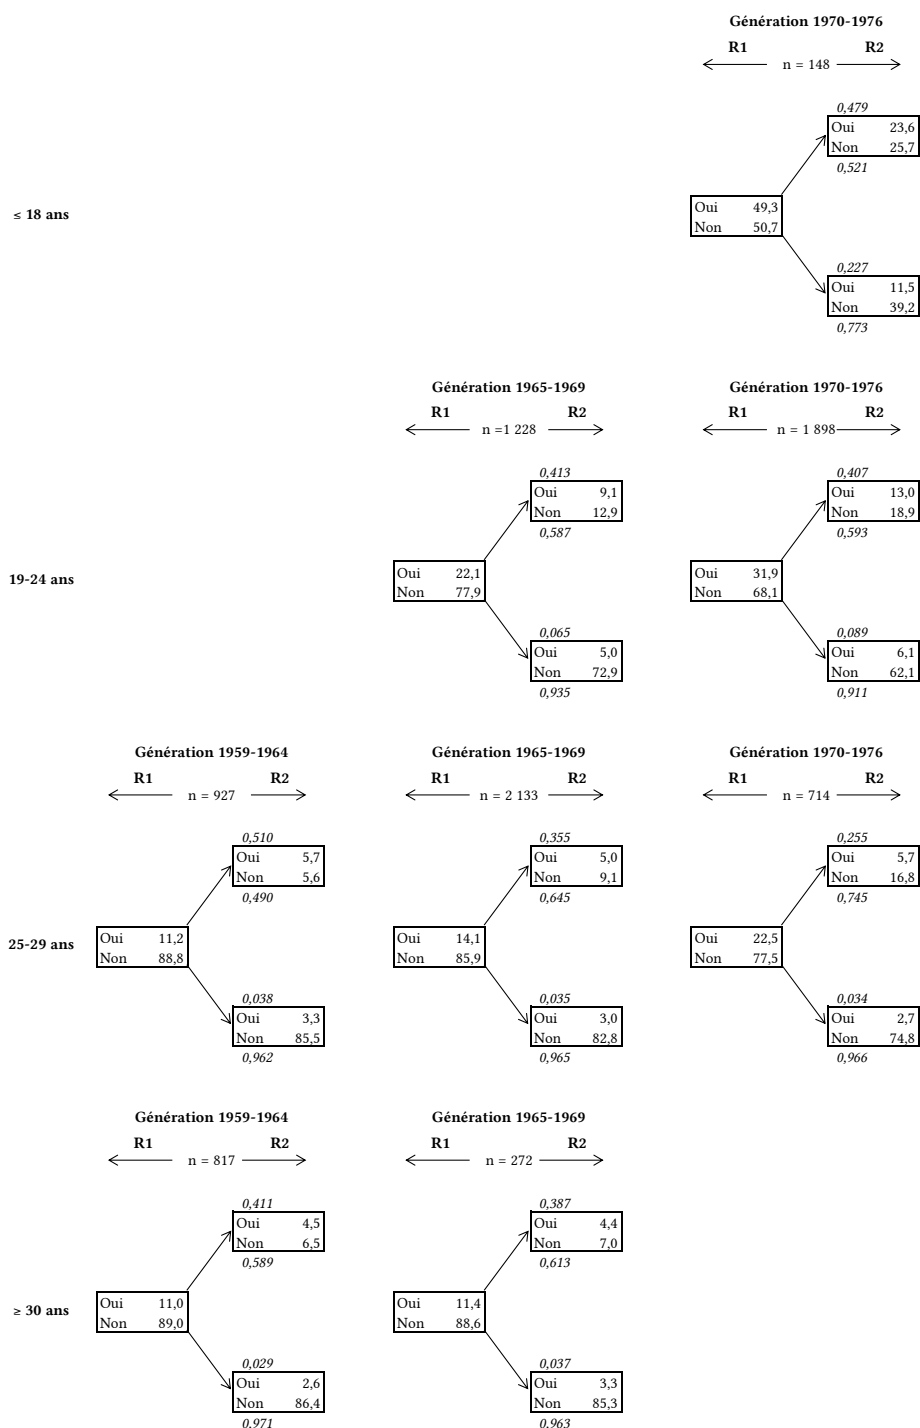 Génération 1970-1976
R1 R2
n = 148
0,479
Oui 23,6
Non 25,7
0,521
≤ 18 ans
Oui 49,3
Non 50,7
0,227
Oui 11,5
Non 39,2
0,773
Génération 1965-1969 Génération 1970-1976
R1 R2 R1 R2
n =1 228 n = 1 898
0,413 0,407
Oui 9,1 Oui 13,0
Non 12,9 Non 18,9
0,587 0,593
19-24 ans
Oui 22,1 Oui 31,9
Non 77,9 Non 68,1
0,065 0,089
Oui 5,0 Oui 6,1
Non 72,9 Non 62,1
0,935 0,911
Génération 1959-1964 Génération 1965-1969 Génération 1970-1976
R1 R2 R1 R2 R1 R2
n = 927 n = 2 133 n = 714
0,510 0,355 0,255
Oui 5,7 Oui 5,0 Oui 5,7
Non 5,6 Non 9,1 Non 16,8
0,490 0,645 0,745
25-29 ans
Oui 11,2 Oui 14,1 Oui 22,5
Non 88,8 Non 85,9 Non 77,5
0,038 0,035 0,034
Oui 3,3 Oui 3,0 Oui 2,7
Non 85,5 Non 82,8 Non 74,8
0,962 0,965 0,966
Génération 1959-1964 Génération 1965-1969
R1 R2 R1 R2
n = 817 n = 272
0,411 0,387
Oui 4,5 Oui 4,4
Non 6,5 Non 7,0
0,589 0,613
≥ 30 ans
Oui 11,0 Oui 11,4
Non 89,0 Non 88,6
0,029 0,037
Oui 2,6 Oui 3,3
Non 86,4 Non 85,3
0,971 0,963